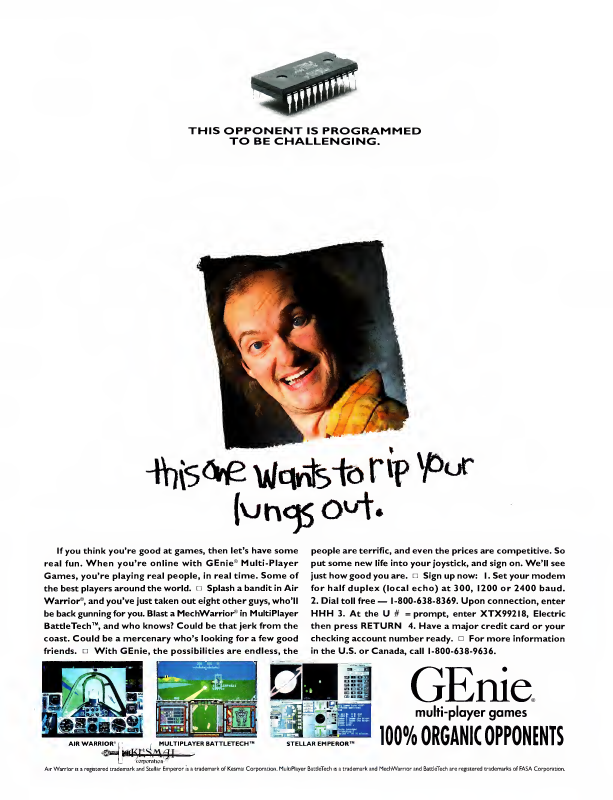 THIS OPPONENT IS PROGRAMMED
TO BE CHALLENGING.
this one wants to rip your
lungs out.
If you think you're good at games, then let's have some
real fun. When you're online with GEnie® Multi-Player
Games, you're playing real people, in real time. Some of
the best players around the world. □ Splash a bandit in Air
Warrior®, and you've just taken out eight other guys, who'll
be back gunning for you. Blast a MechWarrior® in MultiPlayer
BattleTech™, and who knows? Could be that jerk from the
coast. Could be a mercenary who's looking for a few good
friends. □ With GEnie, the possibilities are endless, the
people are terrific, and even the prices are competitive. So
put some new life into your joystick, and sign on. We'll see
just how good you are. □ Sign up now: 1. Set your modem
for half duplex (local echo) at 300, 1200 or 2400 baud.
2. Dial toll free — 1-800-638-8369. Upon connection, enter
HHH 3. At the U # = prompt, enter XTX99218, Electric
then press RETURN 4. Have a major credit card or your
checking account number ready. □ For more information
in the U.S. or Canada, call 1-800-638-9636.
AIR WARRIOR®
MULTIPLAYER BATTLETECH™
STELLAR EMPEROR™
KESMAI
corporation
GEnie®
multi-player games
100% ORGANIC OPPONENTS
Air Warrior is a registered trademark and Stellar Emperor is a trademark of Kesmai Corporation. MultiPlayer BattleTech is a trademark and MechWarrior and BattleTech are registered trademarks of FASA Corporation.